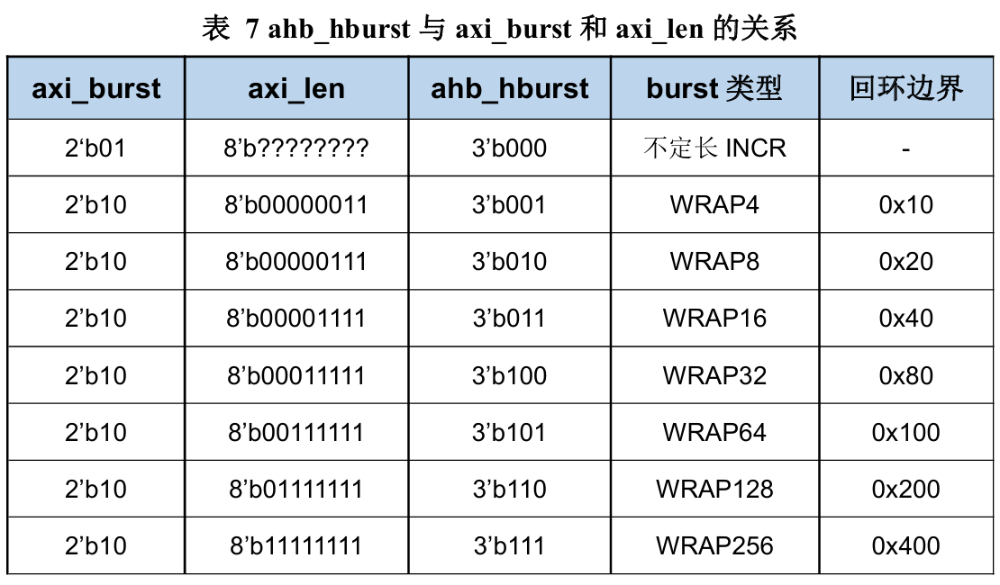 表 7 ahb_hburst 与 axi_burst 和 axi_len 的关系
axi_burst axi_len ahb_hburst burst 类型 回环边界
2‘b01 8’b???????? 3’b000 不定长 INCR -
2’b10 8’b00000011 3’b001 WRAP4 0x10
2’b10 8’b00000111 3’b010 WRAP8 0x20
2’b10 8’b00001111 3’b011 WRAP16 0x40
2’b10 8’b00011111 3’b100 WRAP32 0x80
2’b10 8’b00111111 3’b101 WRAP64 0x100
2’b10 8’b01111111 3’b110 WRAP128 0x200
2’b10 8’b11111111 3’b111 WRAP256 0x400